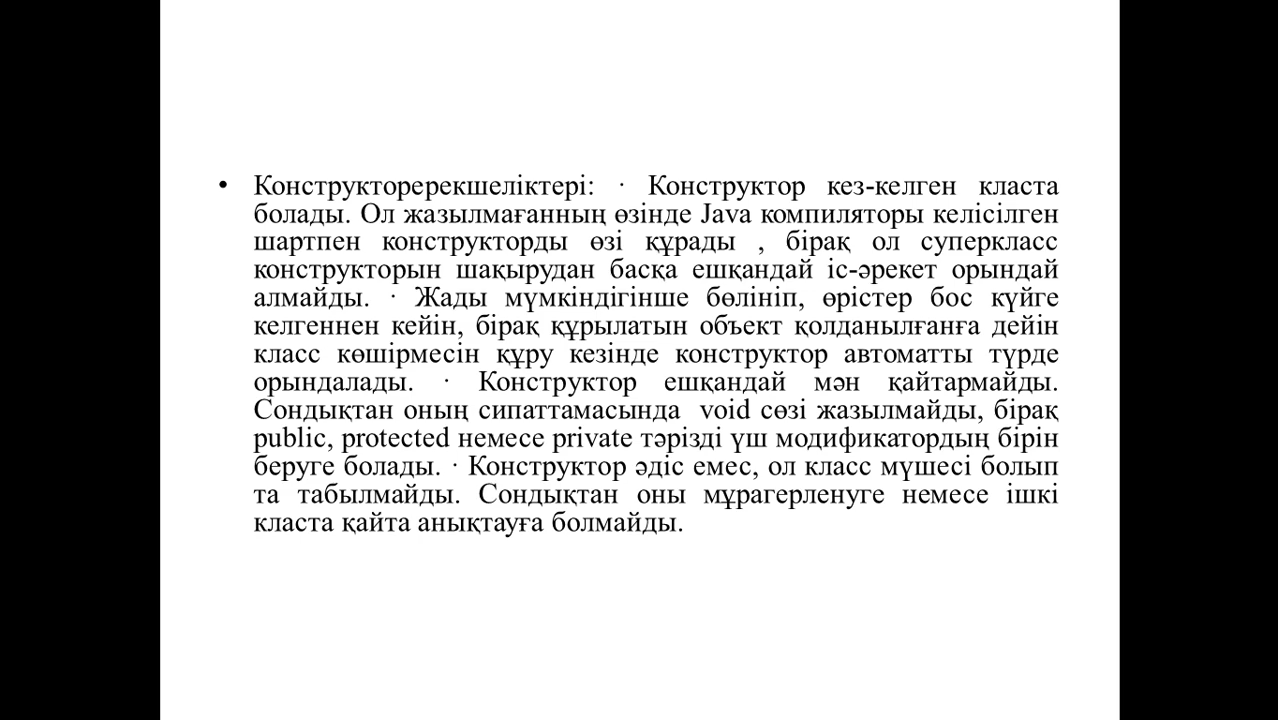 • Конструкторерекшеліктері: · Конструктор кез-келген класта
болады. Ол жазылмағанның өзінде Java компиляторы келісілген
шартпен конструкторды өзі құрады , бірақ ол суперкласс
конструкторын шақырудан басқа ешқандай іс-әрекет орындай
алмайды. · Жады мүмкіндігінше бөлініп, өрістер бос күйге
келгеннен кейін, бірақ құрылатын объект қолданылғанға дейін
класс көшірмесін құру кезінде конструктор автоматты түрде
орындалады. · Конструктор ешқандай мән қайтармайды.
Сондықтан оның сипаттамасында  void сөзі жазылмайды, бірақ
public, protected немесе private тәрізді үш модификатордың бірін
беруге болады. · Конструктор әдіс емес, ол класс мүшесі болып
та табылмайды. Сондықтан оны мұрагерленуге немесе ішкі
класта қайта анықтауға болмайды.